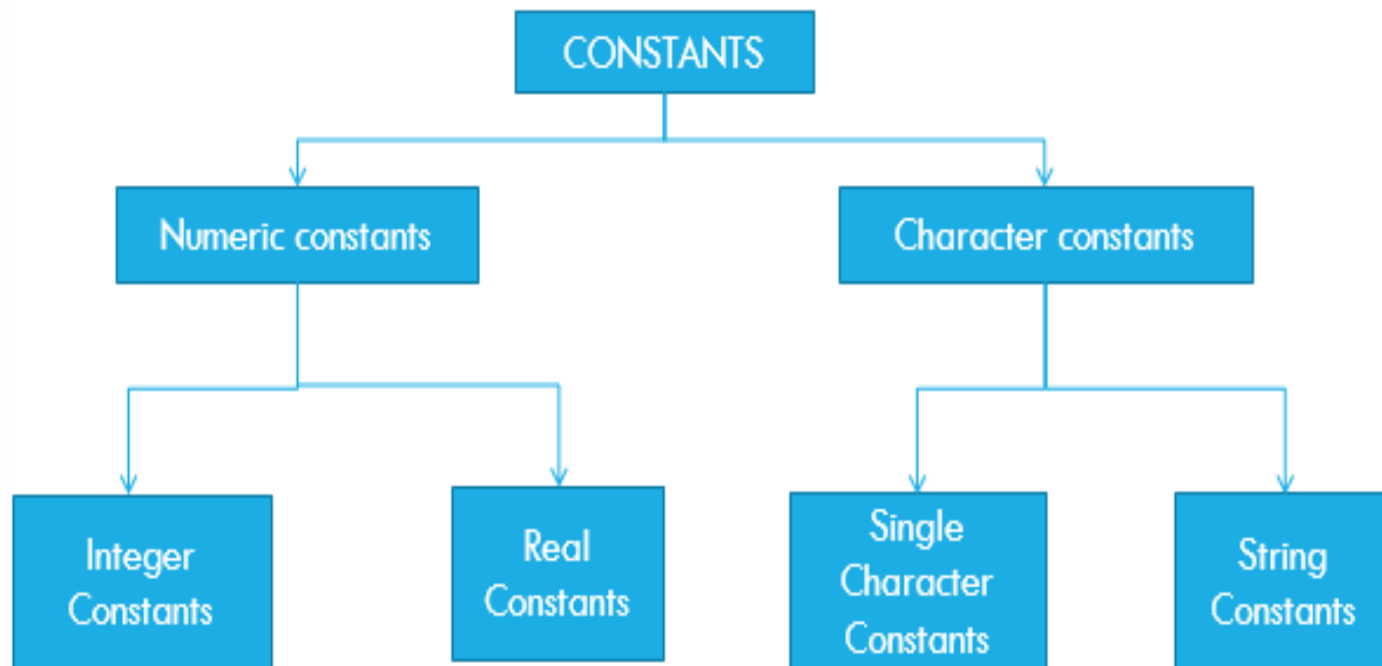 CONSTANTS
Numeric constants
Character constants
Integer
Constants
Real
Constants
Single
Character
Constants
String
Constants